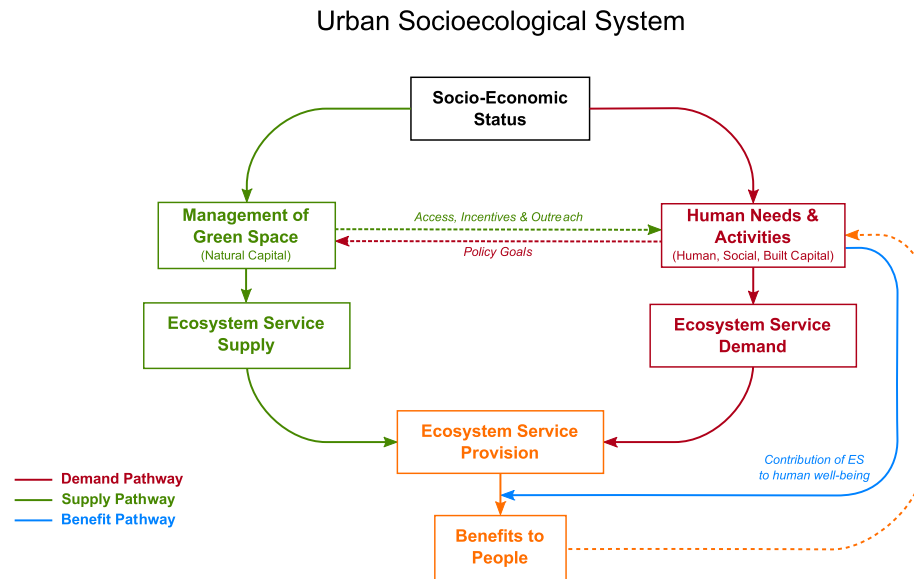 Urban Socioecological System
Socio-Economic
Status
Management of
Green Space
(Natural Capital)
Access, Incentives & Outreach
Policy Goals
Human Needs &
Activities
(Human, Social, Built Capital)
Ecosystem Service
Supply
Ecosystem Service
Demand
Ecosystem Service
Provision
Contribution of ES
to human well-being
Demand Pathway
Supply Pathway
Benefit Pathway
Benefits to
People